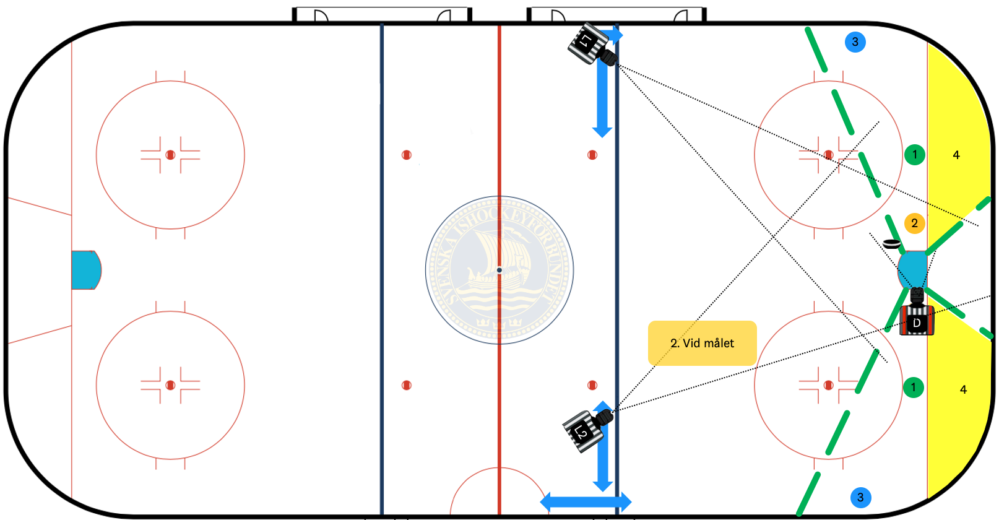 L1
3
1
4
2
SVENSKA ISHOCKEYFÖRBUNDET
D
2. Vid målet
1
4
L2
3